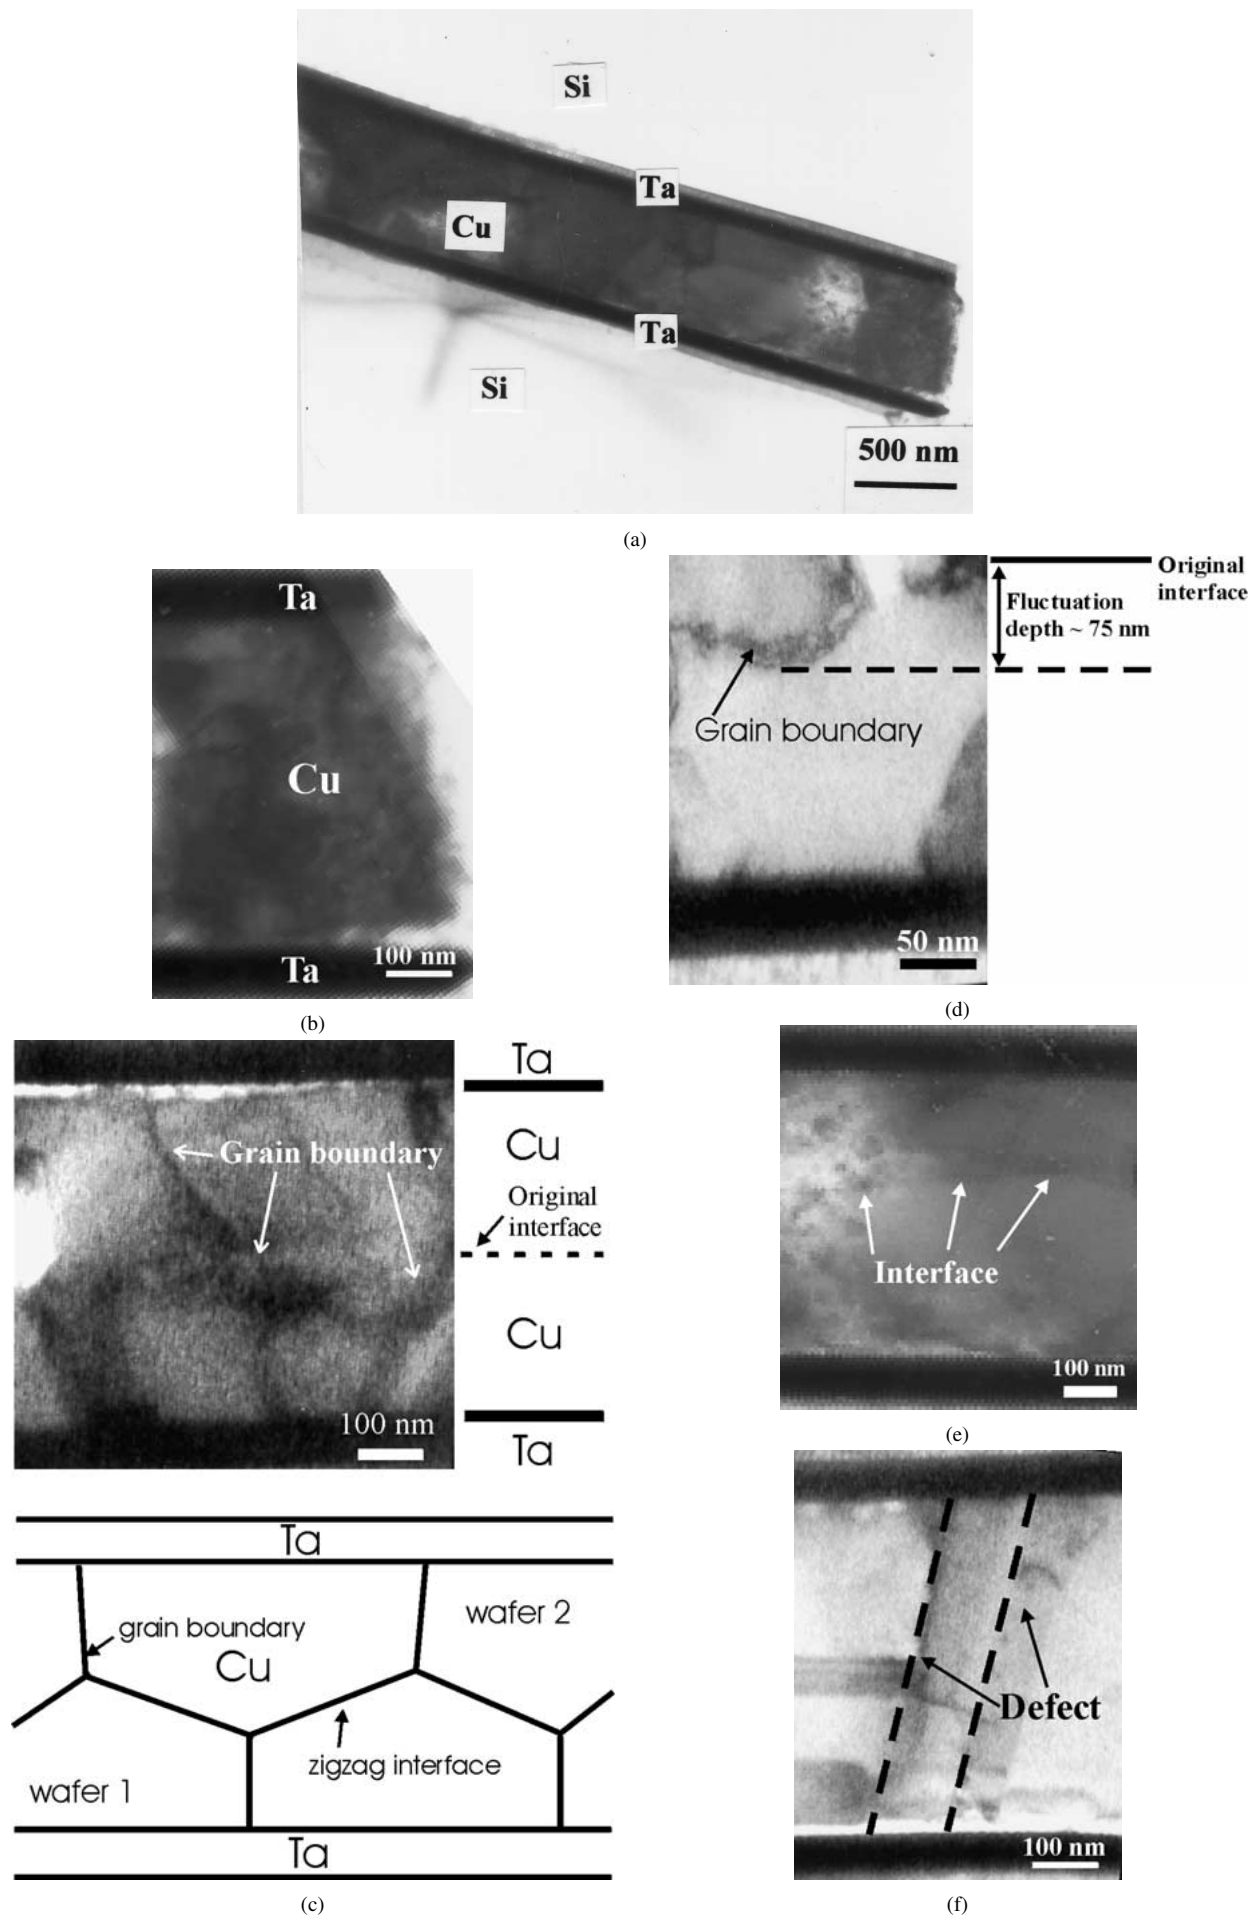 Si
Ta
Cu
Ta
Si
500 nm
(a)
Ta
Cu
100 nm
Ta
(b)
Original
interface
Fluctuation
depth ~ 75 nm
Grain boundary
50 nm
(d)
Ta
Cu
Grain boundary
Original
interface
Cu
100 nm
Ta
Interface
100 nm
(e)
Ta
wafer 2
grain boundary
Cu
zigzag interface
wafer 1
Ta
(c)
Defect
100 nm
(f)